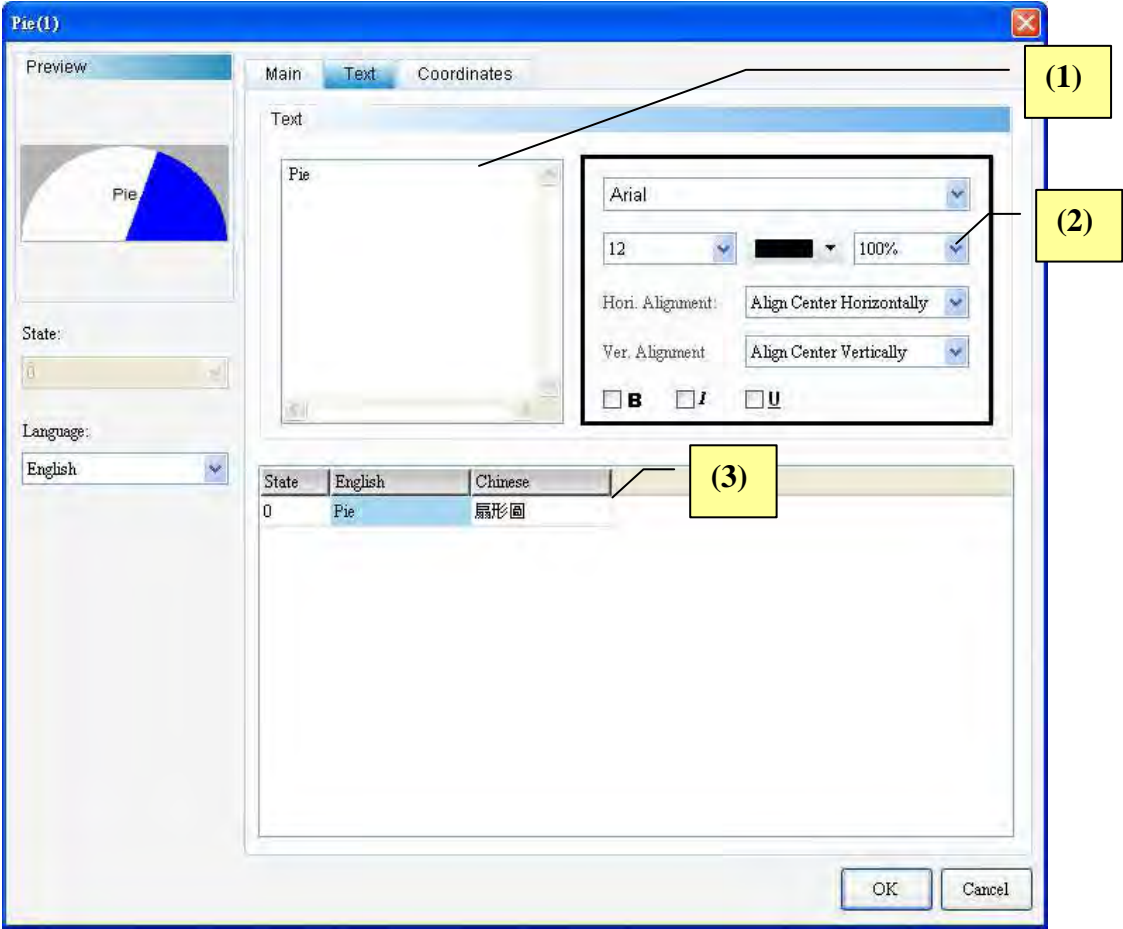 Pie(1)
Preview
Main Text Coordinates
(1)
Text
Pie
Pie
Arial
(2)
12 100%
Hori. Alignment: Align Center Horizontally
State:
Ver. Alignment Align Center Vertically
0
B I U
Language:
English
(3)
State English Chinese
0 Pie 扇形圖
OK Cancel